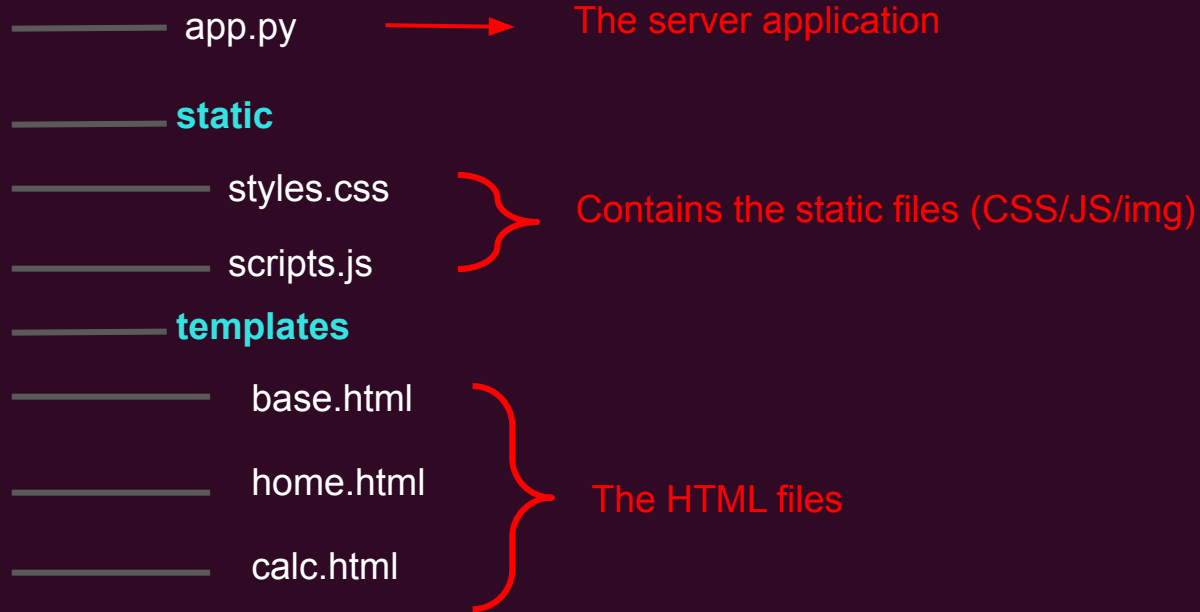 app.py The server application
static
styles.css
Contains the static files (CSS/JS/img)
scripts.js
templates
base.html
home.html
The HTML files
calc.html